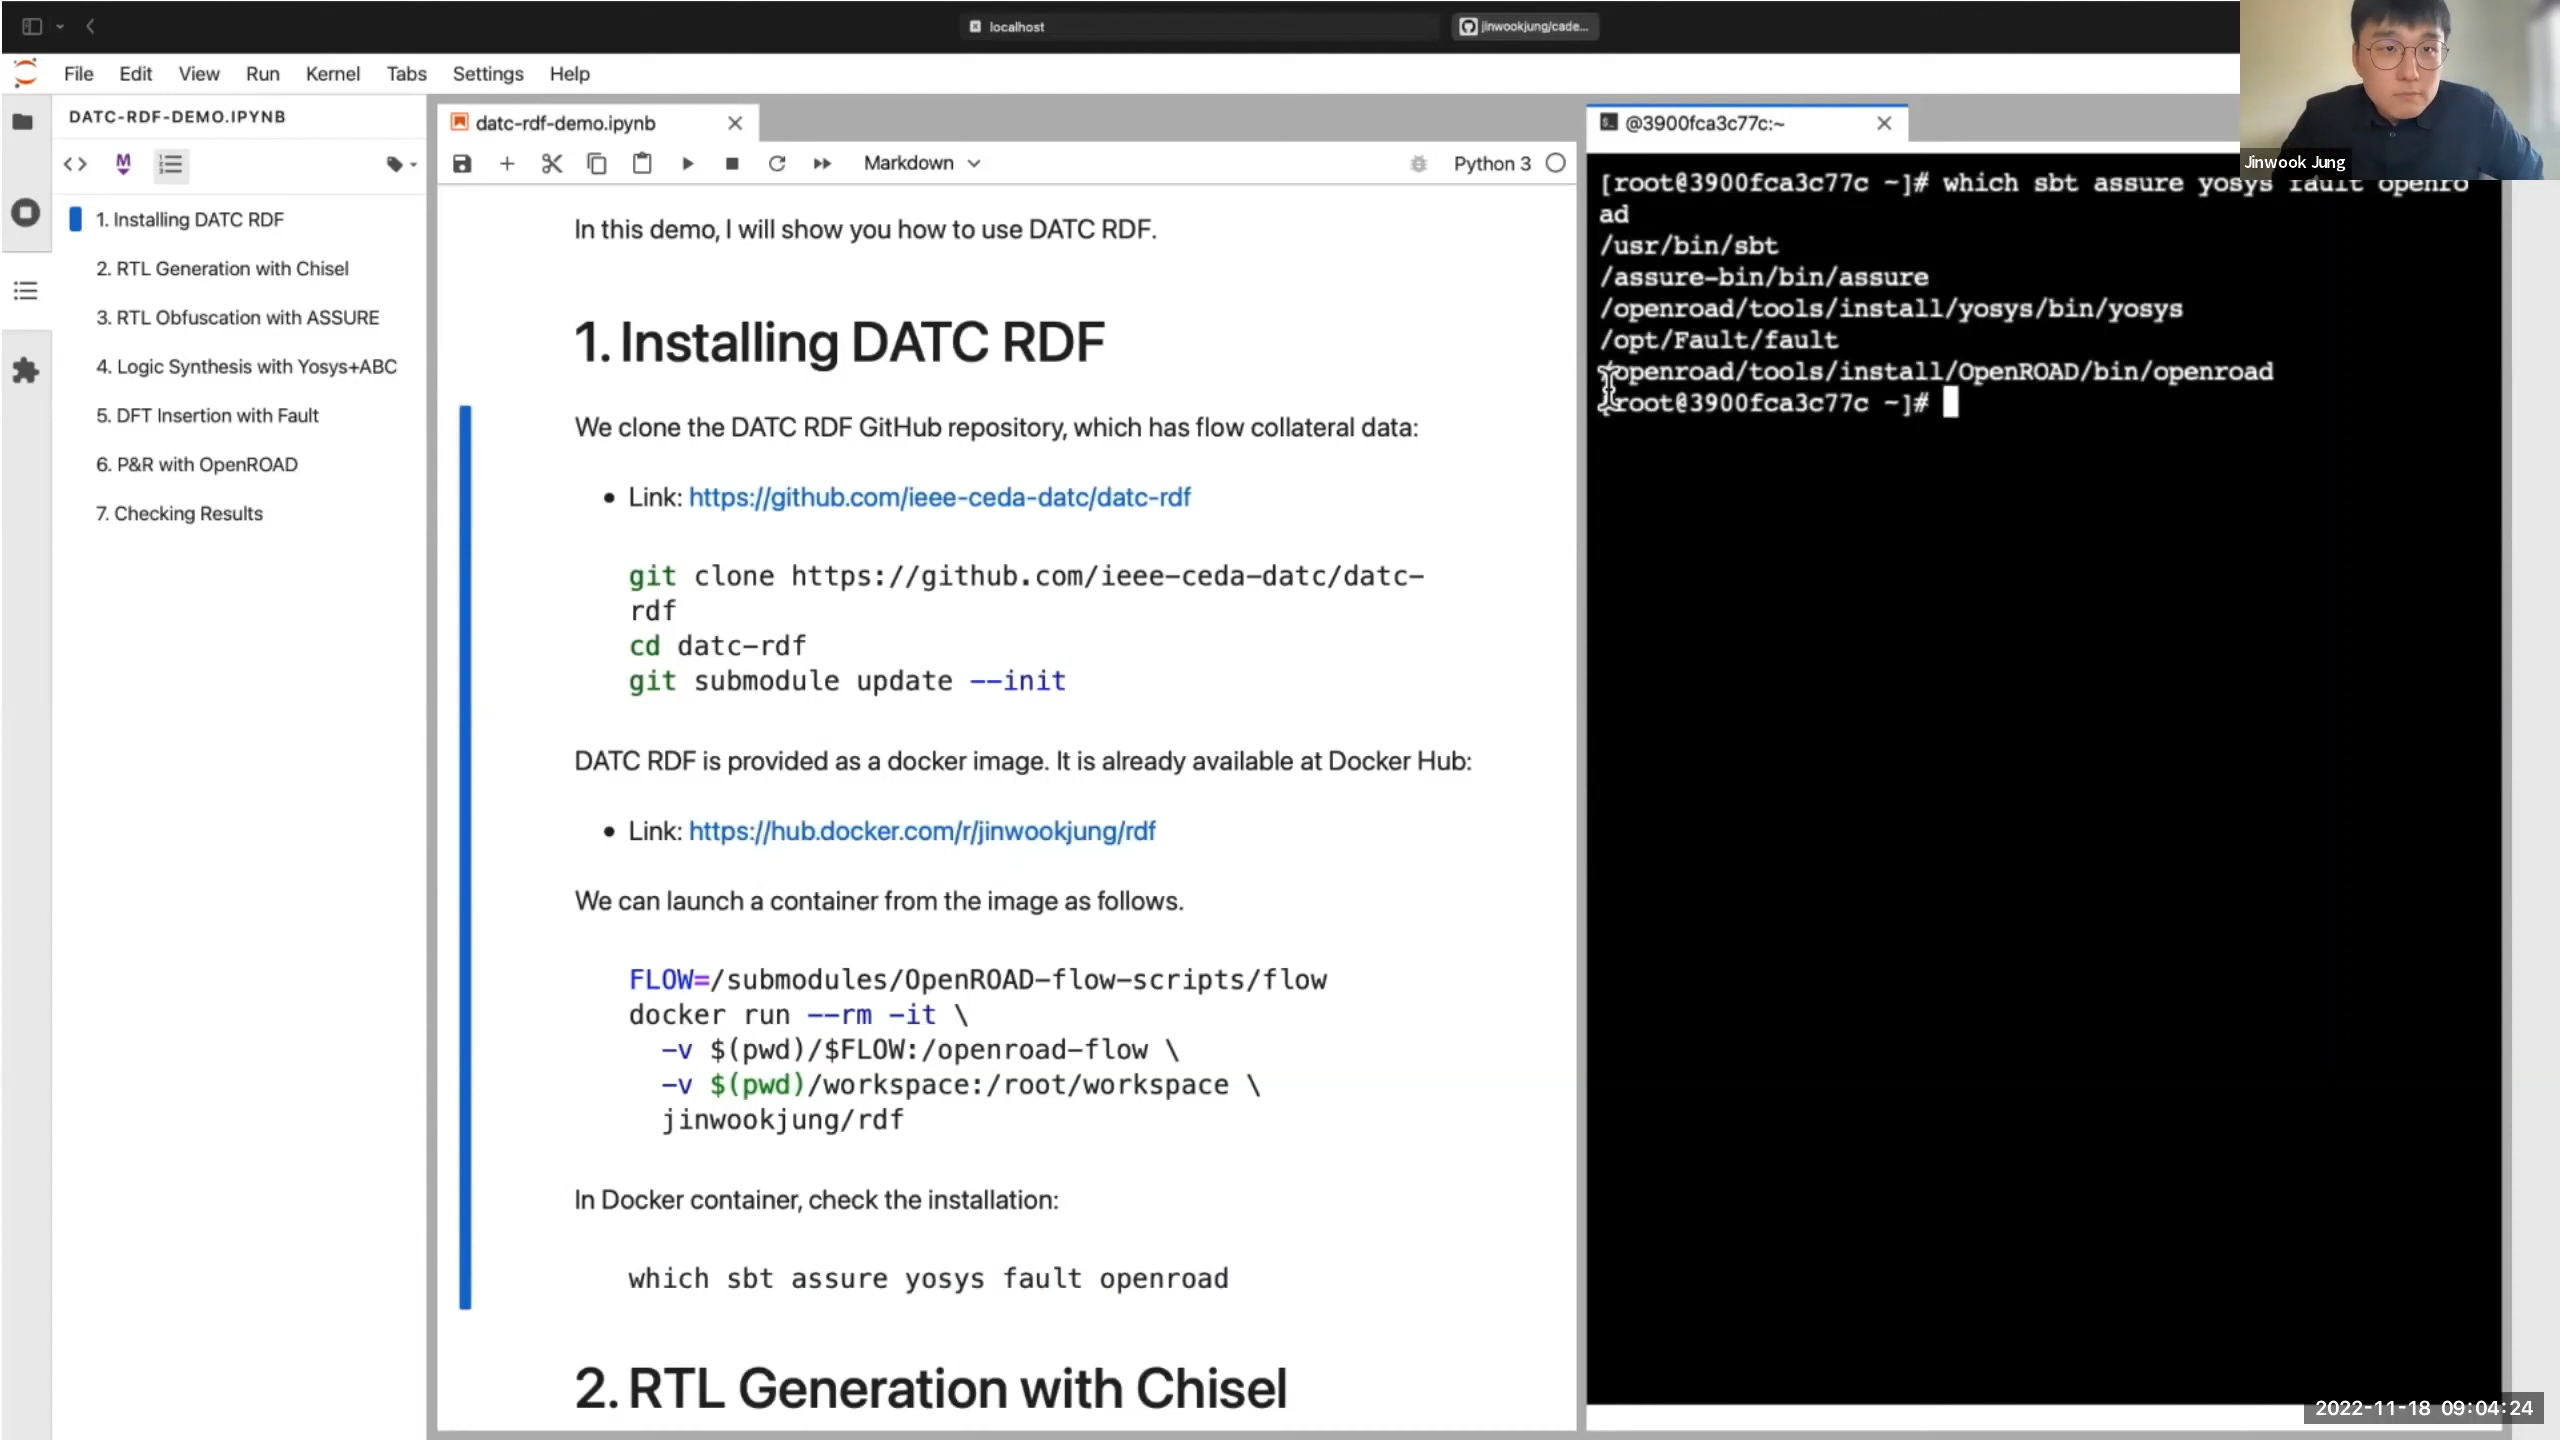 localhost
jinwookjung/cade...
File Edit View Run Kernel Tabs Settings Help
Jinwook Jung
DATC-RDF-DEMO.IPYNB
1. Installing DATC RDF
2. RTL Generation with Chisel
3. RTL Obfuscation with ASSURE
4. Logic Synthesis with Yosys+ABC
5. DFT Insertion with Fault
6. P&R with OpenROAD
7. Checking Results
datc-rdf-demo.ipynb
Markdown
Python 3
In this demo, I will show you how to use DATC RDF.
1. Installing DATC RDF
We clone the DATC RDF GitHub repository, which has flow collateral data:
• Link: https://github.com/ieee-ceda-datc/datc-rdf
git clone https://github.com/ieee-ceda-datc/datc-
rdf
cd datc-rdf
git submodule update --init
DATC RDF is provided as a docker image. It is already available at Docker Hub:
• Link: https://hub.docker.com/r/jinwookjung/rdf
We can launch a container from the image as follows.
FLOW=/submodules/OpenROAD-flow-scripts/flow
docker run --rm -it \
-v $(pwd)/$FLOW:/openroad-flow \
-v $(pwd)/workspace:/root/workspace \
jinwookjung/rdf
In Docker container, check the installation:
which sbt assure yosys fault openroad
2. RTL Generation with Chisel
@3900fca3c77c:~
[root@3900fca3c77c ~]# which sbt assure yosys fault openro
ad
/usr/bin/sbt
/assure-bin/bin/assure
/openroad/tools/install/yosys/bin/yosys
/opt/Fault/fault
/openroad/tools/install/OpenROAD/bin/openroad
[root@3900fca3c77c ~]#
2022-11-18 09:04:24